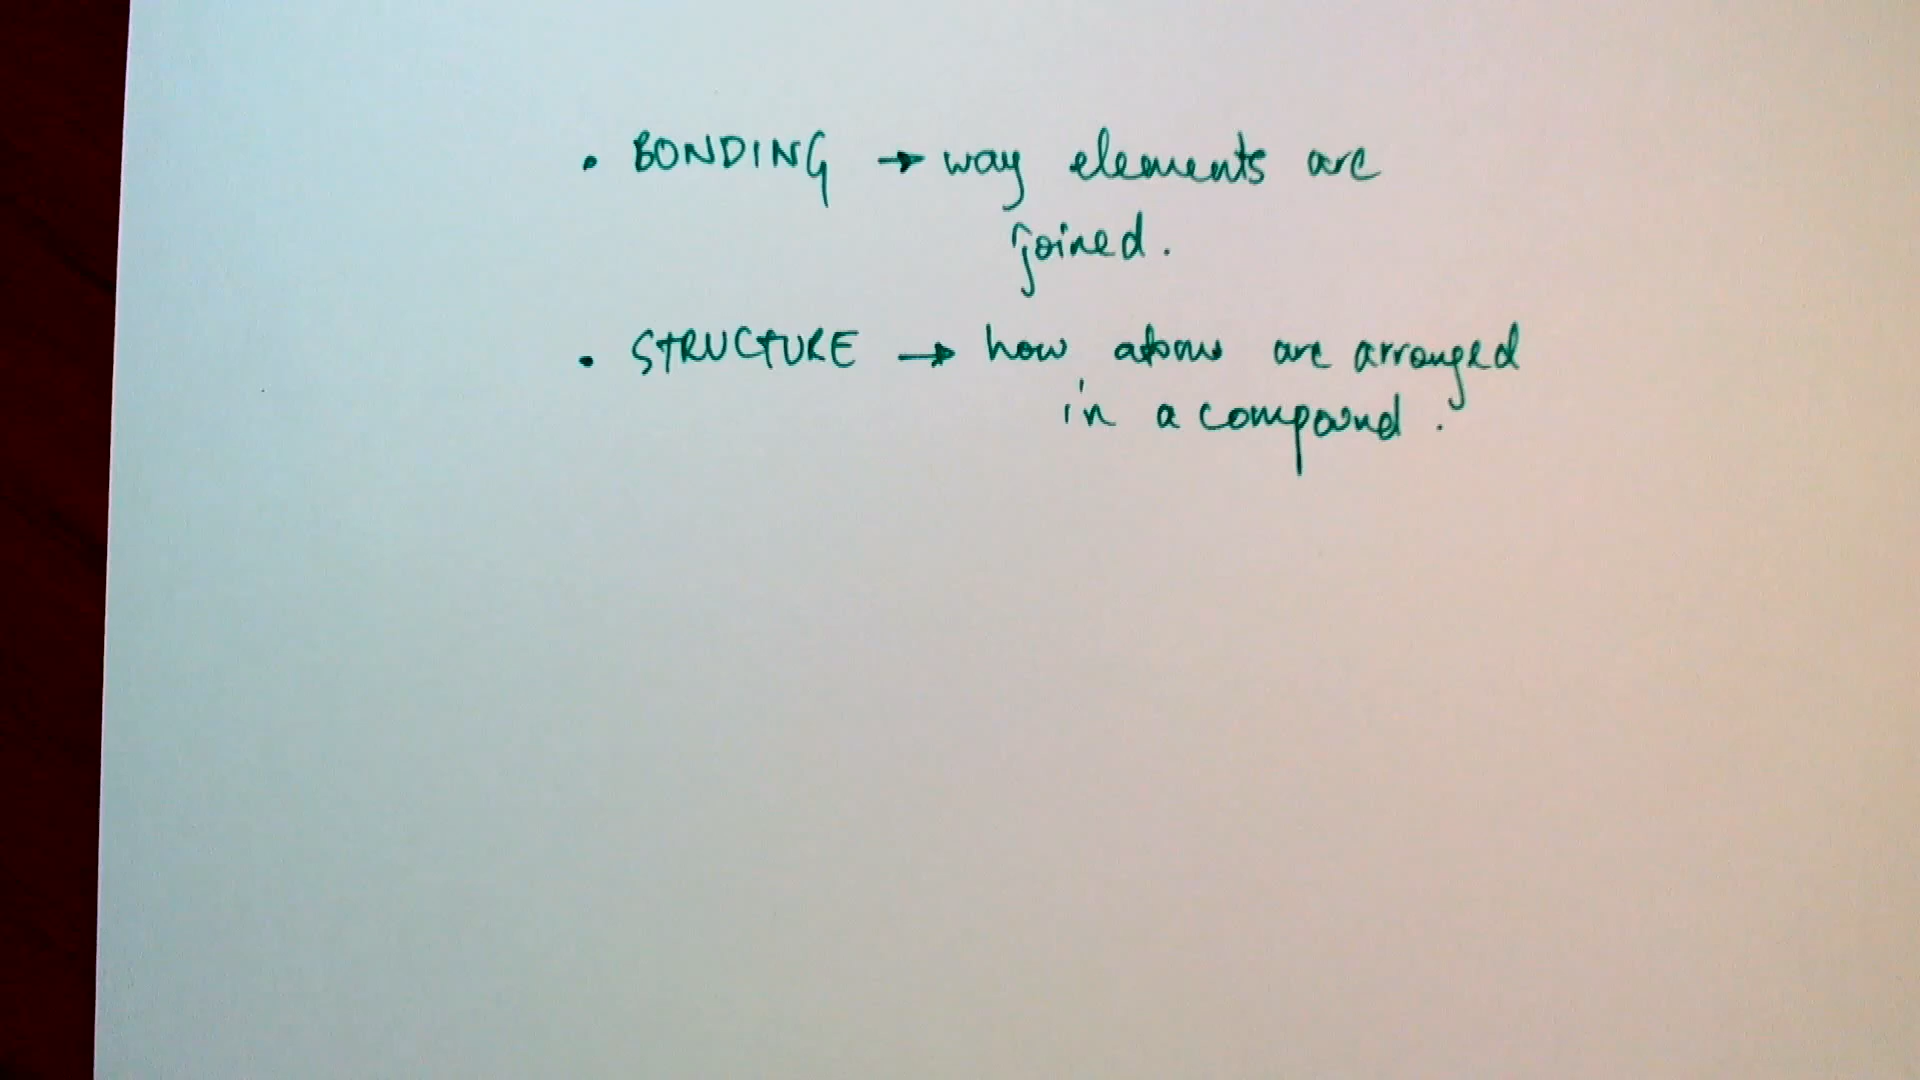 • BONDING → way elements are
joined.
• STRUCTURE → how atoms are arranged
in a compound.